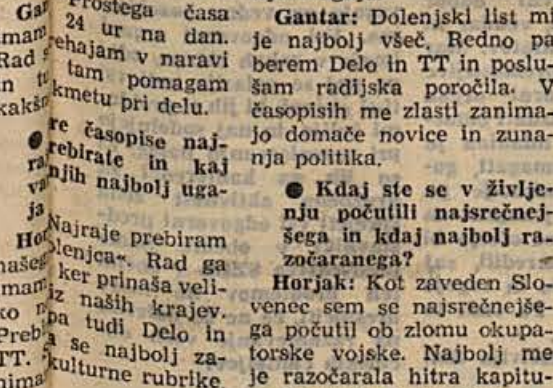 Prostega časa
24 ur na dan.
v naravi
tam pomagam
kmetu pri delu.
časopise naj-
in kaj
njih najbolj uga-
Najraje prebiram
Rad ga
ker prinaša veli-
iz naših krajev.
pa tudi Delo in
se najbolj za-
kulturne rubrike
Gantar: Dolenjski list mi
je najbolj všeč. Redno pa
berem Delo in TT in poslu-
šam radijska poročila. V
časopisih me zlasti zanima-
jo domače novice in zuna-
nja politika.
● Kdaj ste se v življe-
nju počutili najsrečnej-
šega in kdaj najbolj ra-
zočaranega?
Horjak: Kot zaveden Slo-
venec sem se najsrečnejše-
ga počutil ob zlomu okupa-
torske vojske. Najbolj me
je razočarala hitra kapitu-